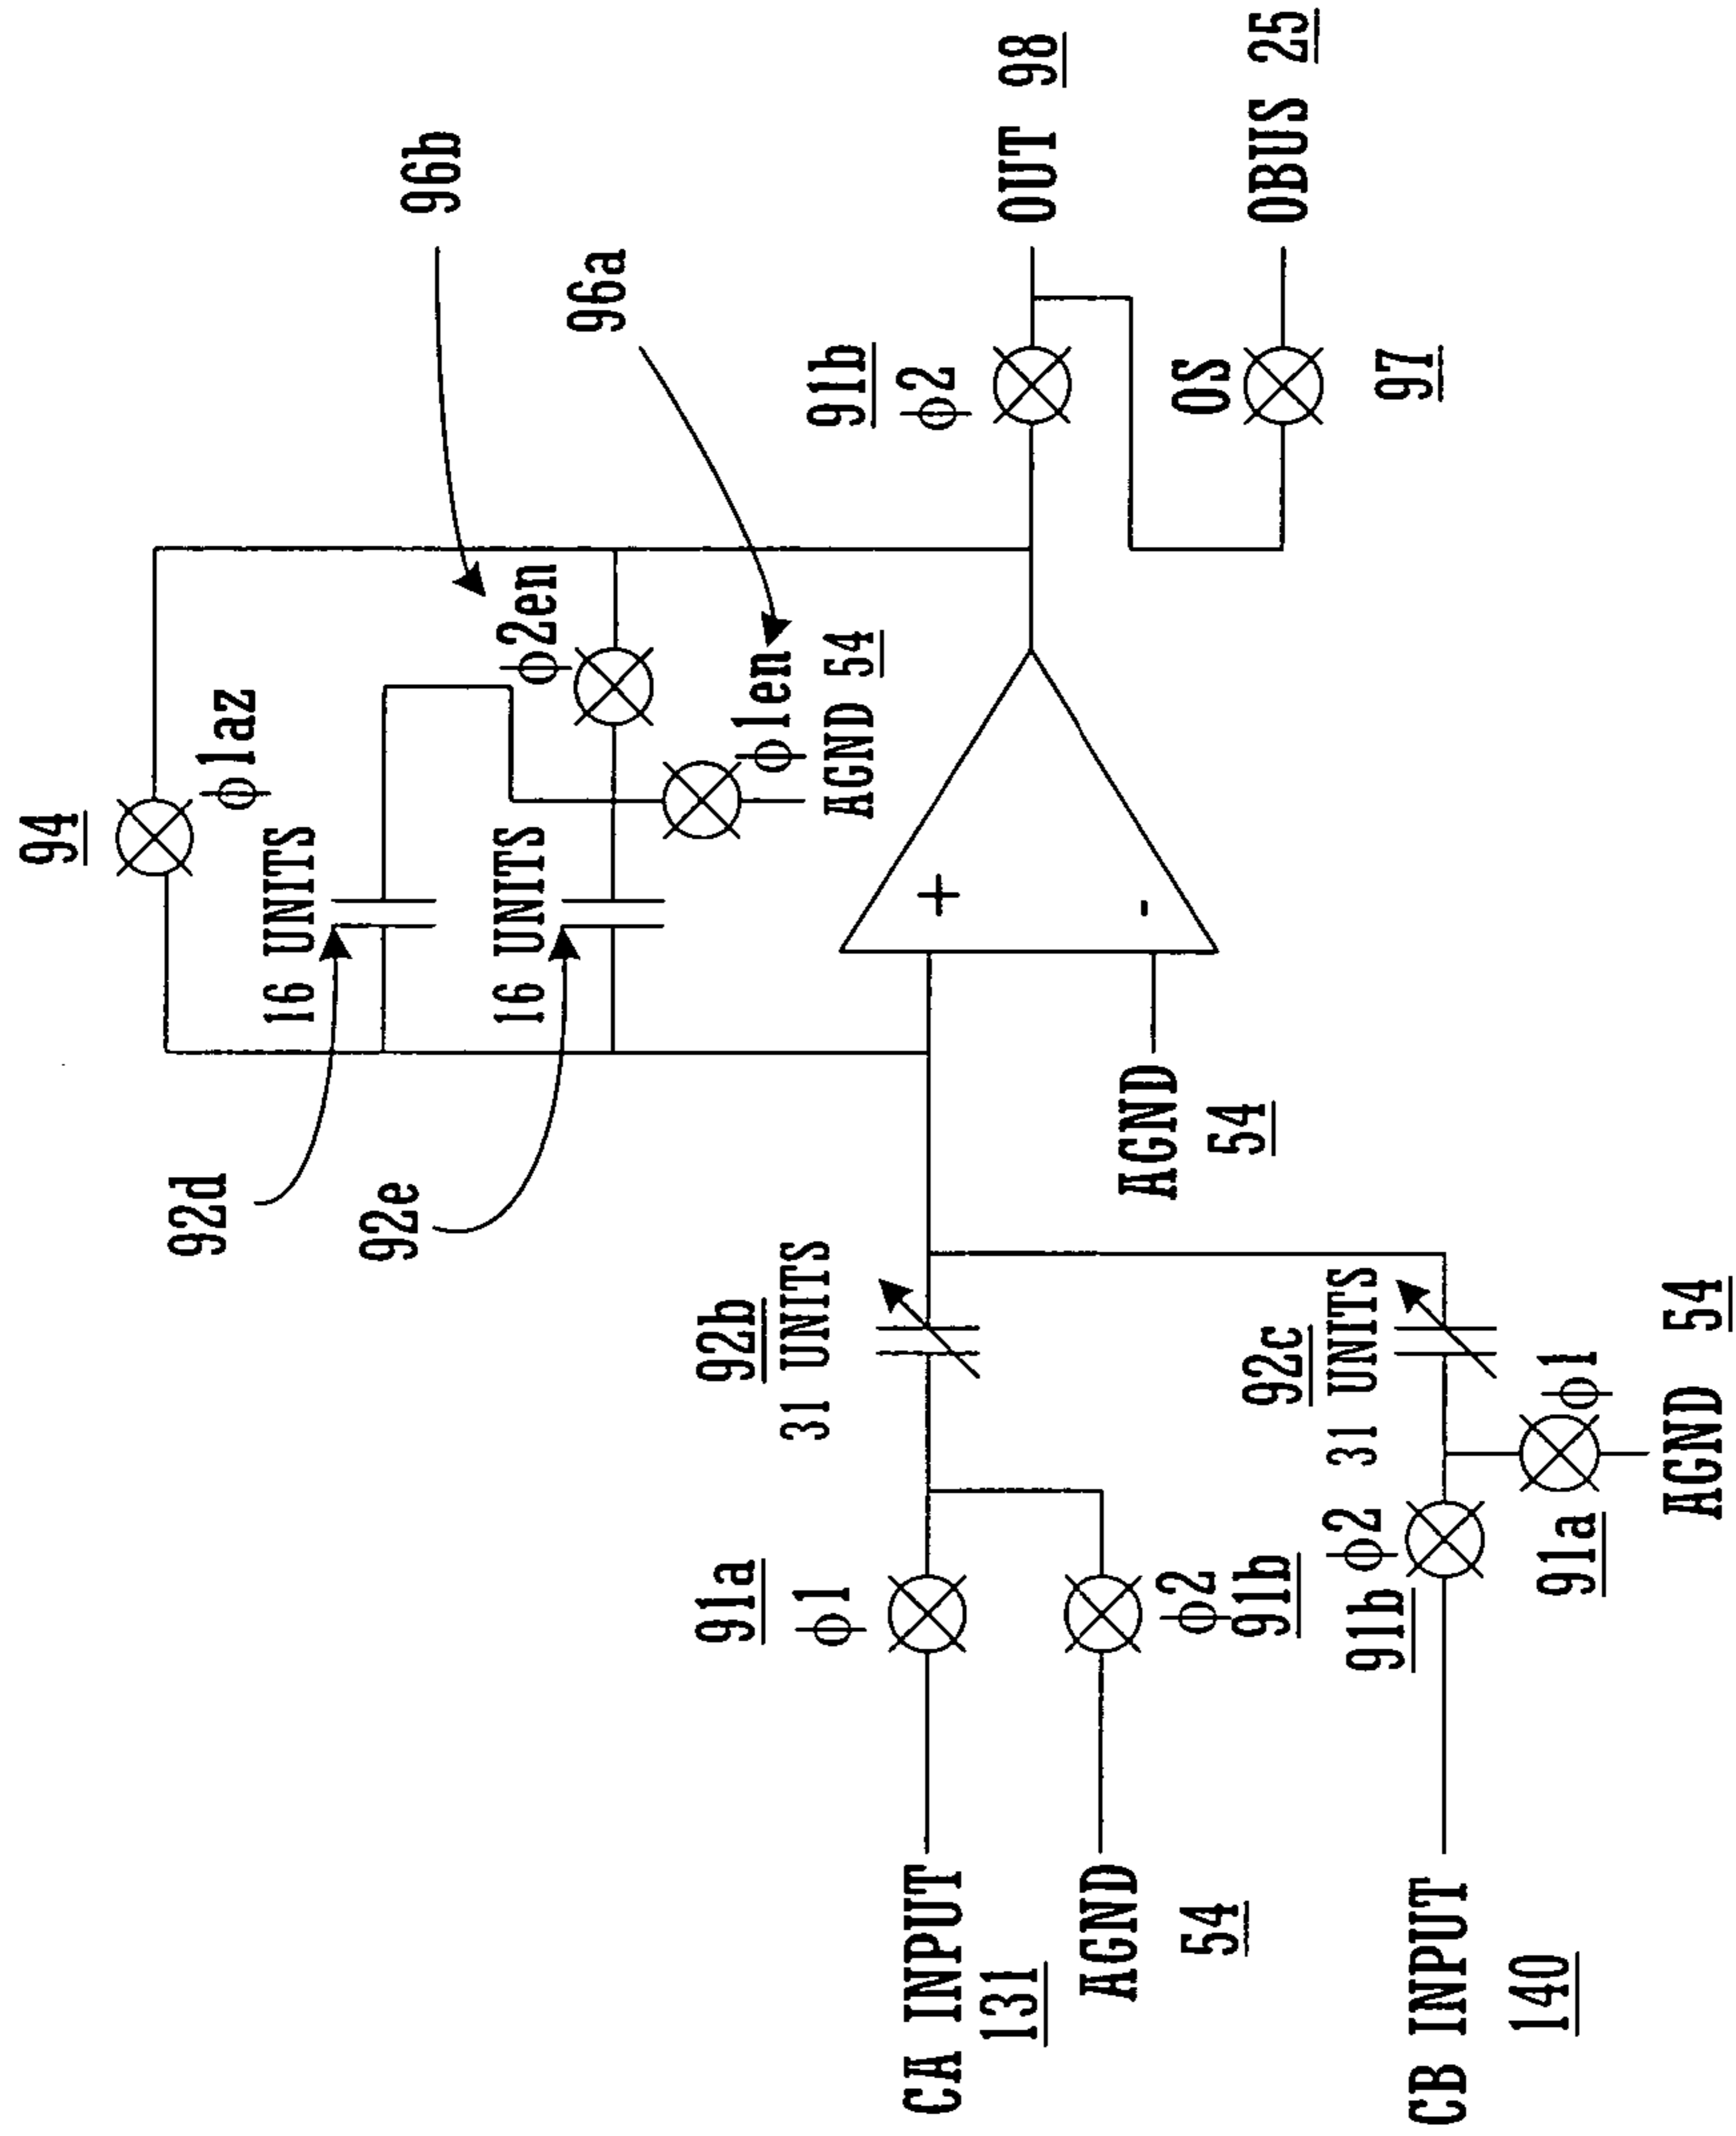 94
ϕ1az
16 UNITS
92d
16 UNITS
92e
ϕ2en
96b
ϕ1en
96a
AGND 54
91b
ϕ2
OUT 98
OS
OBUS 25
97
+
-
AGND
54
92b
31 UNITS
91a
ϕ1
CA INPUT
131
AGND
54
ϕ2
91b
92c
31 UNITS
ϕ2
91b
CB INPUT
140
ϕ1
91a
AGND 54